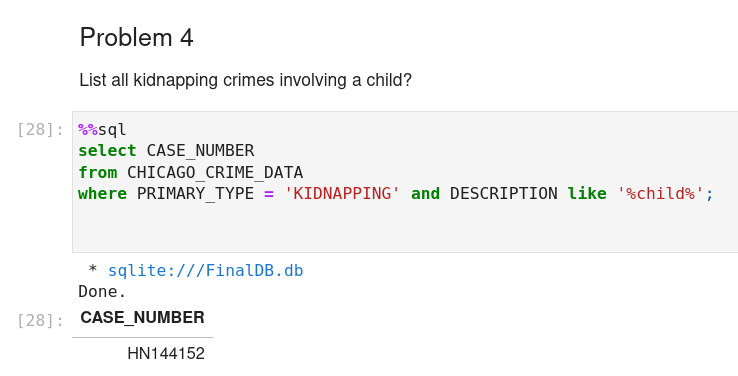 Problem 4
List all kidnapping crimes involving a child?
[28]: %%sql
select CASE_NUMBER
from CHICAGO_CRIME_DATA
where PRIMARY_TYPE = 'KIDNAPPING' and DESCRIPTION like '%child%';
* sqlite:///FinalDB.db
Done.
[28]: CASE_NUMBER
HN144152